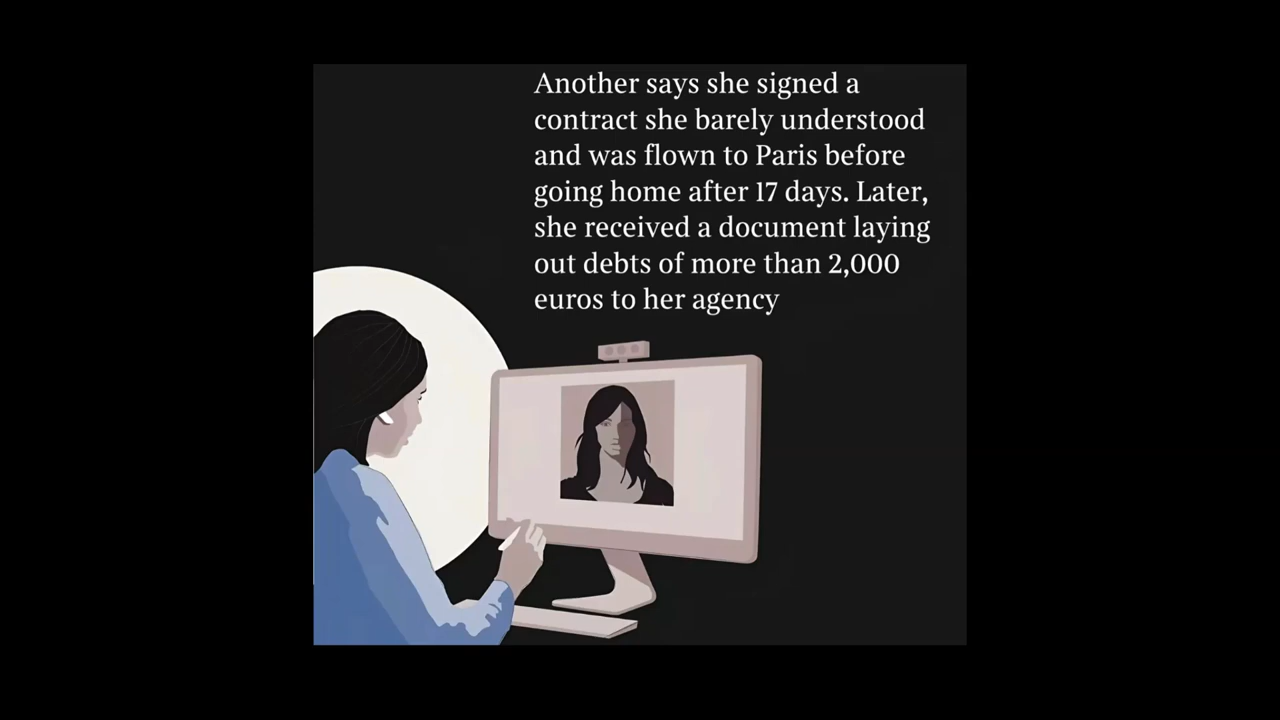 Another says she signed a
contract she barely understood
and was flown to Paris before
going home after 17 days. Later,
she received a document laying
out debts of more than 2,000
euros to her agency